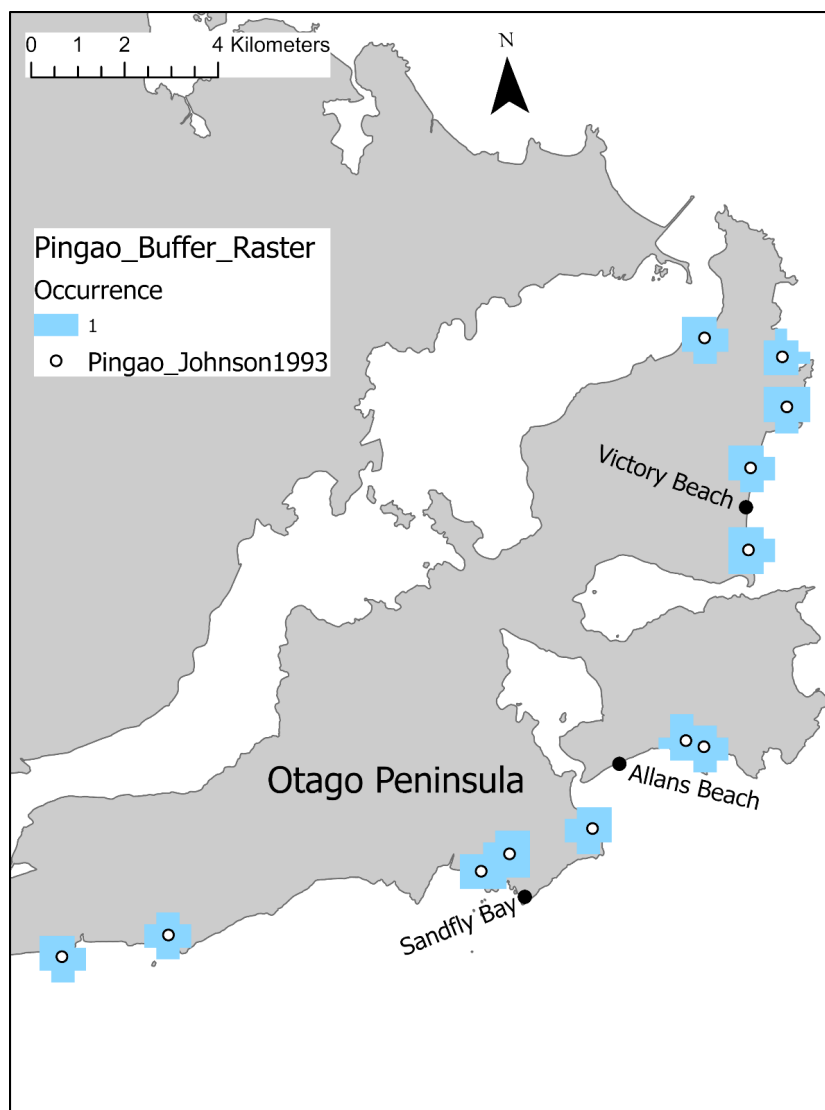 0 1 2 4 Kilometers
N
Pingao_Buffer_Raster
Occurrence
1
Pingao_Johnson1993
Victory Beach
Otago Peninsula
Allans Beach
Sandfly Bay